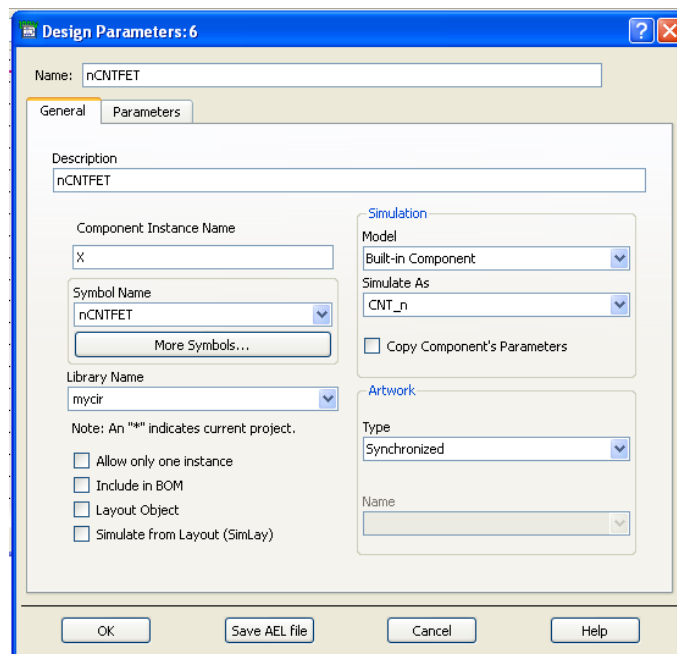 Design Parameters:6
Name: nCNTFET
General Parameters
Description
nCNTFET
Component Instance Name
X
Symbol Name
nCNTFET
More Symbols...
Library Name
mycir
Note: An "*" indicates current project.
Allow only one instance
Include in BOM
Layout Object
Simulate from Layout (SimLay)
Simulation
Model
Built-in Component
Simulate As
CNT_n
Copy Component's Parameters
Artwork
Type
Synchronized
Name
OK Save AEL file Cancel Help